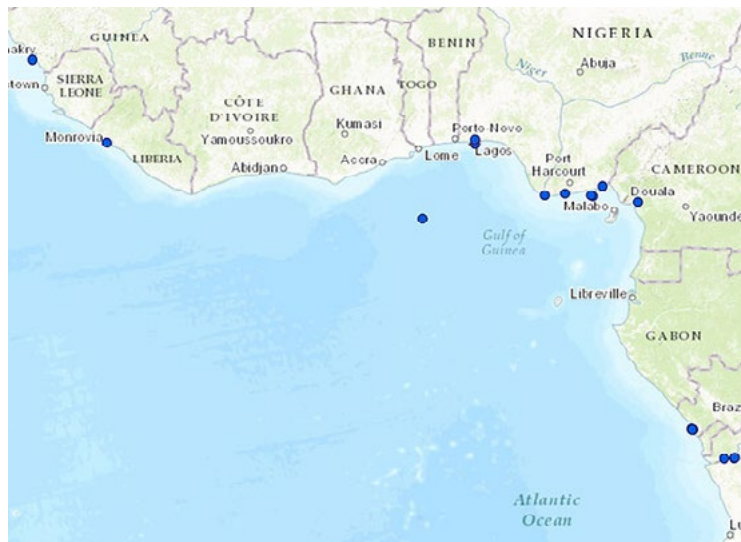 GUINEA
akry
town
SIERRA
LEONE
Monrovia
LIBERIA
CÔTE
D'IVOIRE
Yamoussoukro
Abidjan
GHANA
Kumasi
Accra
TOGO
Lome
BENIN
Porto-Novo
Lagos
NIGERIA
Abuja
Niger
Benue
Port
Harcourt
Malabo
CAMEROON
Douala
Yaounde
Gulf of
Guinea
Libreville
GABON
Braz
Atlantic
Ocean
Lu